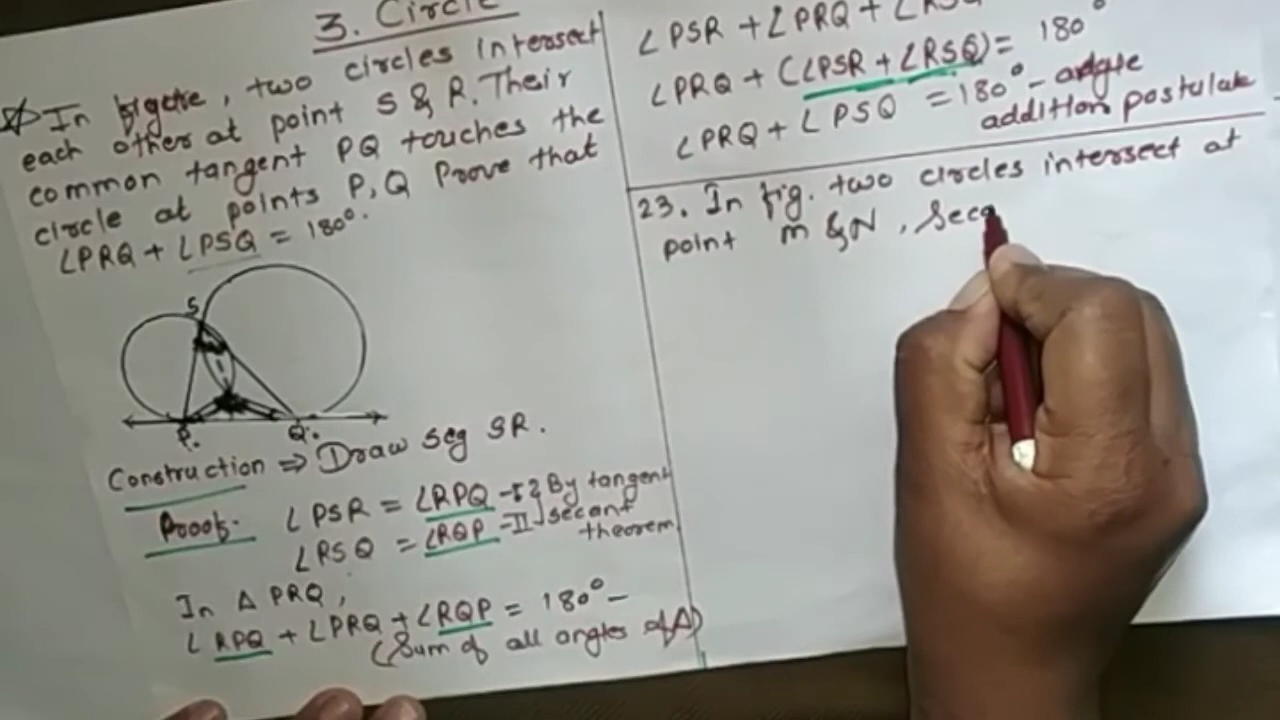 3. Circle
In figure, two circles intersect
each other at point S & R. Their
common tangent PQ touches the
circle at points P, Q Prove that
∠PRQ + ∠PSQ = 180°.
S
P. Q.
Construction ⇒ Draw seg SR.
Proof:- ∠PSR = ∠RPQ -I } By tangent
∠RSQ = ∠RQP -II secant
theorem
In Δ PRQ,
∠RPQ + ∠PRQ + ∠RQP = 180° -
(Sum of all angles of Δ)
∠PSR + ∠PRQ + ∠RSQ
∠PRQ + (∠PSR + ∠RSQ) = 180°
∠PRQ + ∠PSQ = 180° - angle
addition postulate
23. In fig. two circles intersect at
point M & N, Seca